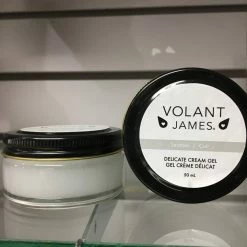 VOLANT
JAMES.
DELICATE CREAM GEL
GEL CRÈME DÉLICAT
50 mL